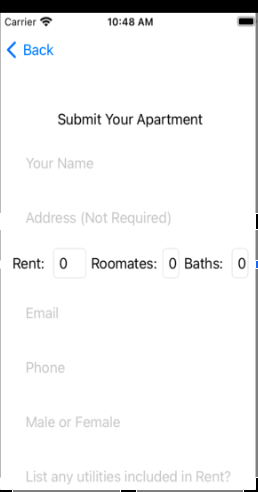 Carrier 10:48 AM
Back
Submit Your Apartment
Your Name
Address (Not Required)
Rent: 0 Roomates: 0 Baths: 0
Email
Phone
Male or Female
List any utilities included in Rent?